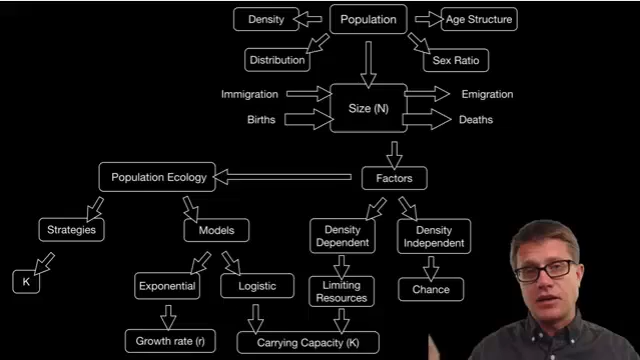 Density
Population
Age Structure
Distribution
Sex Ratio
Immigration
Emigration
Size (N)
Births
Deaths
Population Ecology
Factors
Strategies
Models
Density
Dependent
Density
Independent
K
Exponential
Logistic
Limiting
Resources
Chance
Growth rate (r)
Carrying Capacity (K)